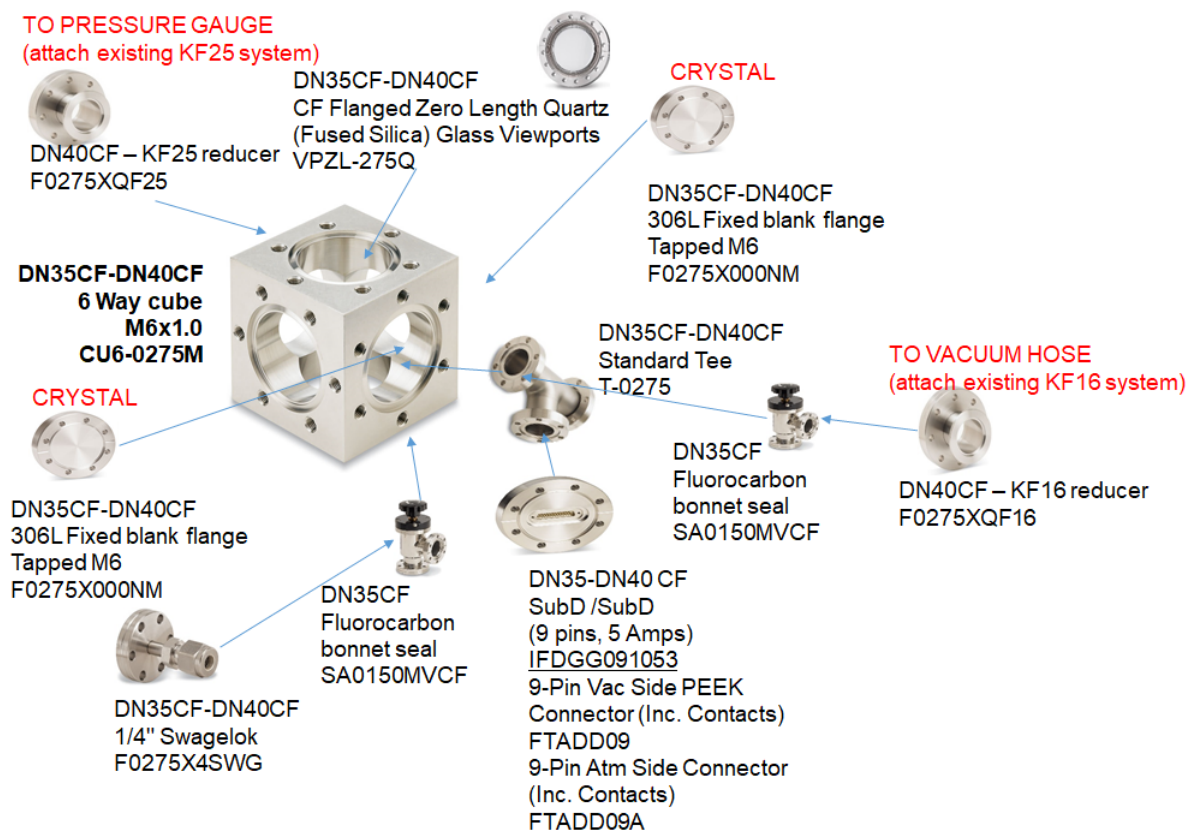 TO PRESSURE GAUGE
(attach existing KF25 system)
DN40CF – KF25 reducer
F0275XQF25
DN35CF-DN40CF
CF Flanged Zero Length Quartz
(Fused Silica) Glass Viewports
VPZL-275Q
CRYSTAL
DN35CF-DN40CF
306L Fixed blank flange
Tapped M6
F0275X000NM
DN35CF-DN40CF
6 Way cube
M6x1.0
CU6-0275M
DN35CF-DN40CF
Standard Tee
T-0275
TO VACUUM HOSE
(attach existing KF16 system)
DN40CF – KF16 reducer
F0275XQF16
CRYSTAL
DN35CF-DN40CF
306L Fixed blank flange
Tapped M6
F0275X000NM
DN35CF
Fluorocarbon
bonnet seal
SA0150MVCF
DN35CF
Fluorocarbon
bonnet seal
SA0150MVCF
DN35CF-DN40CF
1/4" Swagelok
F0275X4SWG
DN35-DN40 CF
SubD /SubD
(9 pins, 5 Amps)
IFDGG091053
9-Pin Vac Side PEEK
Connector (Inc. Contacts)
FTADD09
9-Pin Atm Side Connector
(Inc. Contacts)
FTADD09A